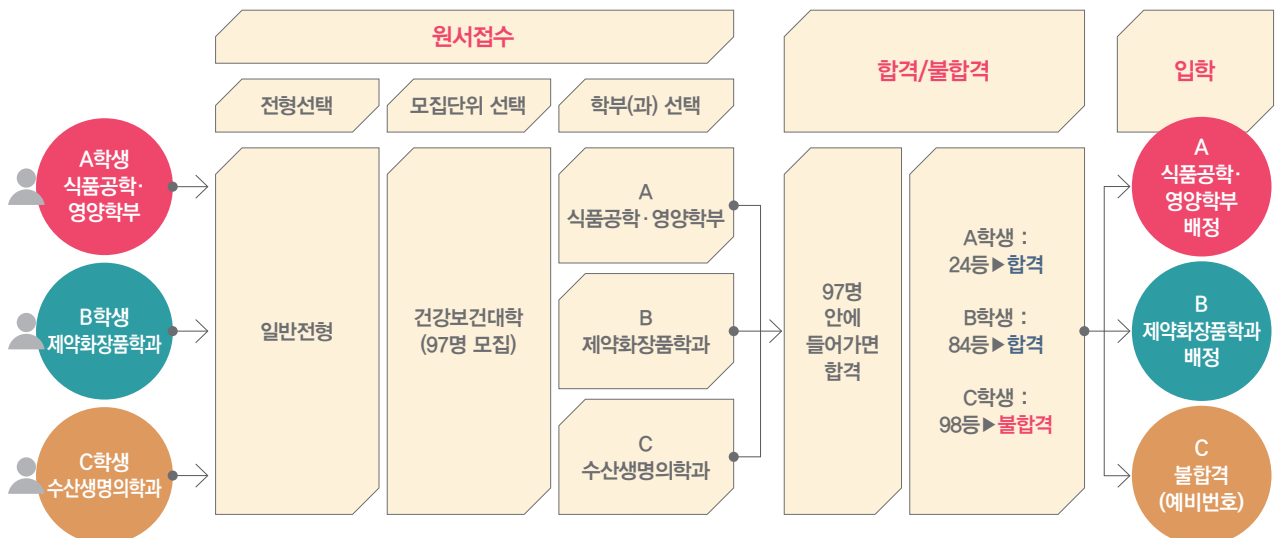 원서접수
합격/불합격
입학
전형선택
모집단위 선택
학부(과) 선택
A학생
식품공학·
영양학부
B학생
제약화장품학과
C학생
수산생명의학과
일반전형
건강보건대학
(97명 모집)
A
식품공학·영양학부
B
제약화장품학과
C
수산생명의학과
97명
안에
들어가면
합격
A학생 :
24등▶합격
B학생 :
84등▶합격
C학생 :
98등▶불합격
A
식품공학·
영양학부
배정
B
제약화장품학과
배정
C
불합격
(예비번호)